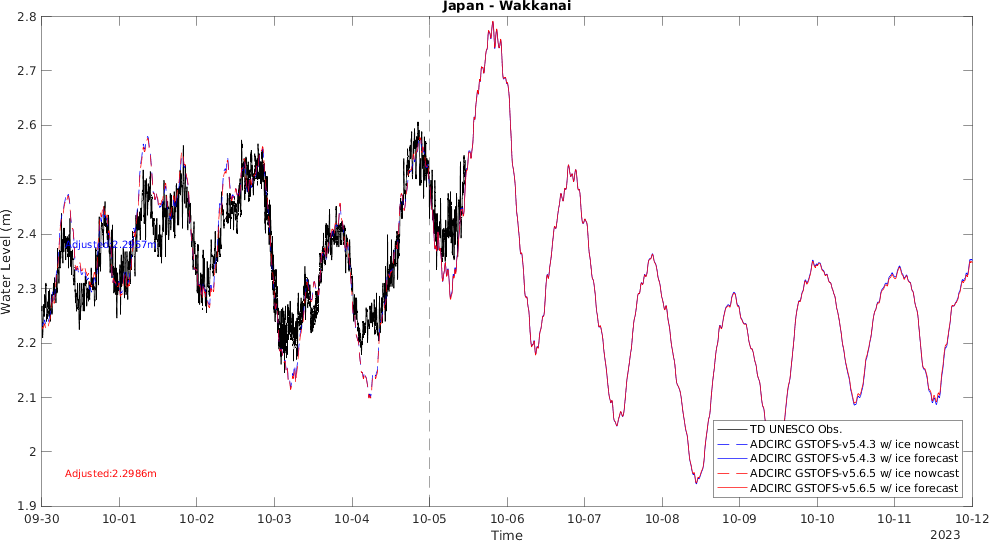 Japan - Wakkanai
2.8
2.7
2.6
2.5
2.4
2.3
2.2
2.1
2
1.9
Water Level (m)
Adjusted:2.2967m
Adjusted:2.2986m
TD UNESCO Obs.
ADCIRC GSTOFS-v5.4.3 w/ ice nowcast
ADCIRC GSTOFS-v5.4.3 w/ ice forecast
ADCIRC GSTOFS-v5.6.5 w/ ice nowcast
ADCIRC GSTOFS-v5.6.5 w/ ice forecast
09-30 10-01 10-02 10-03 10-04 10-05 10-06 10-07 10-08 10-09 10-10 10-11 10-12
Time
2023